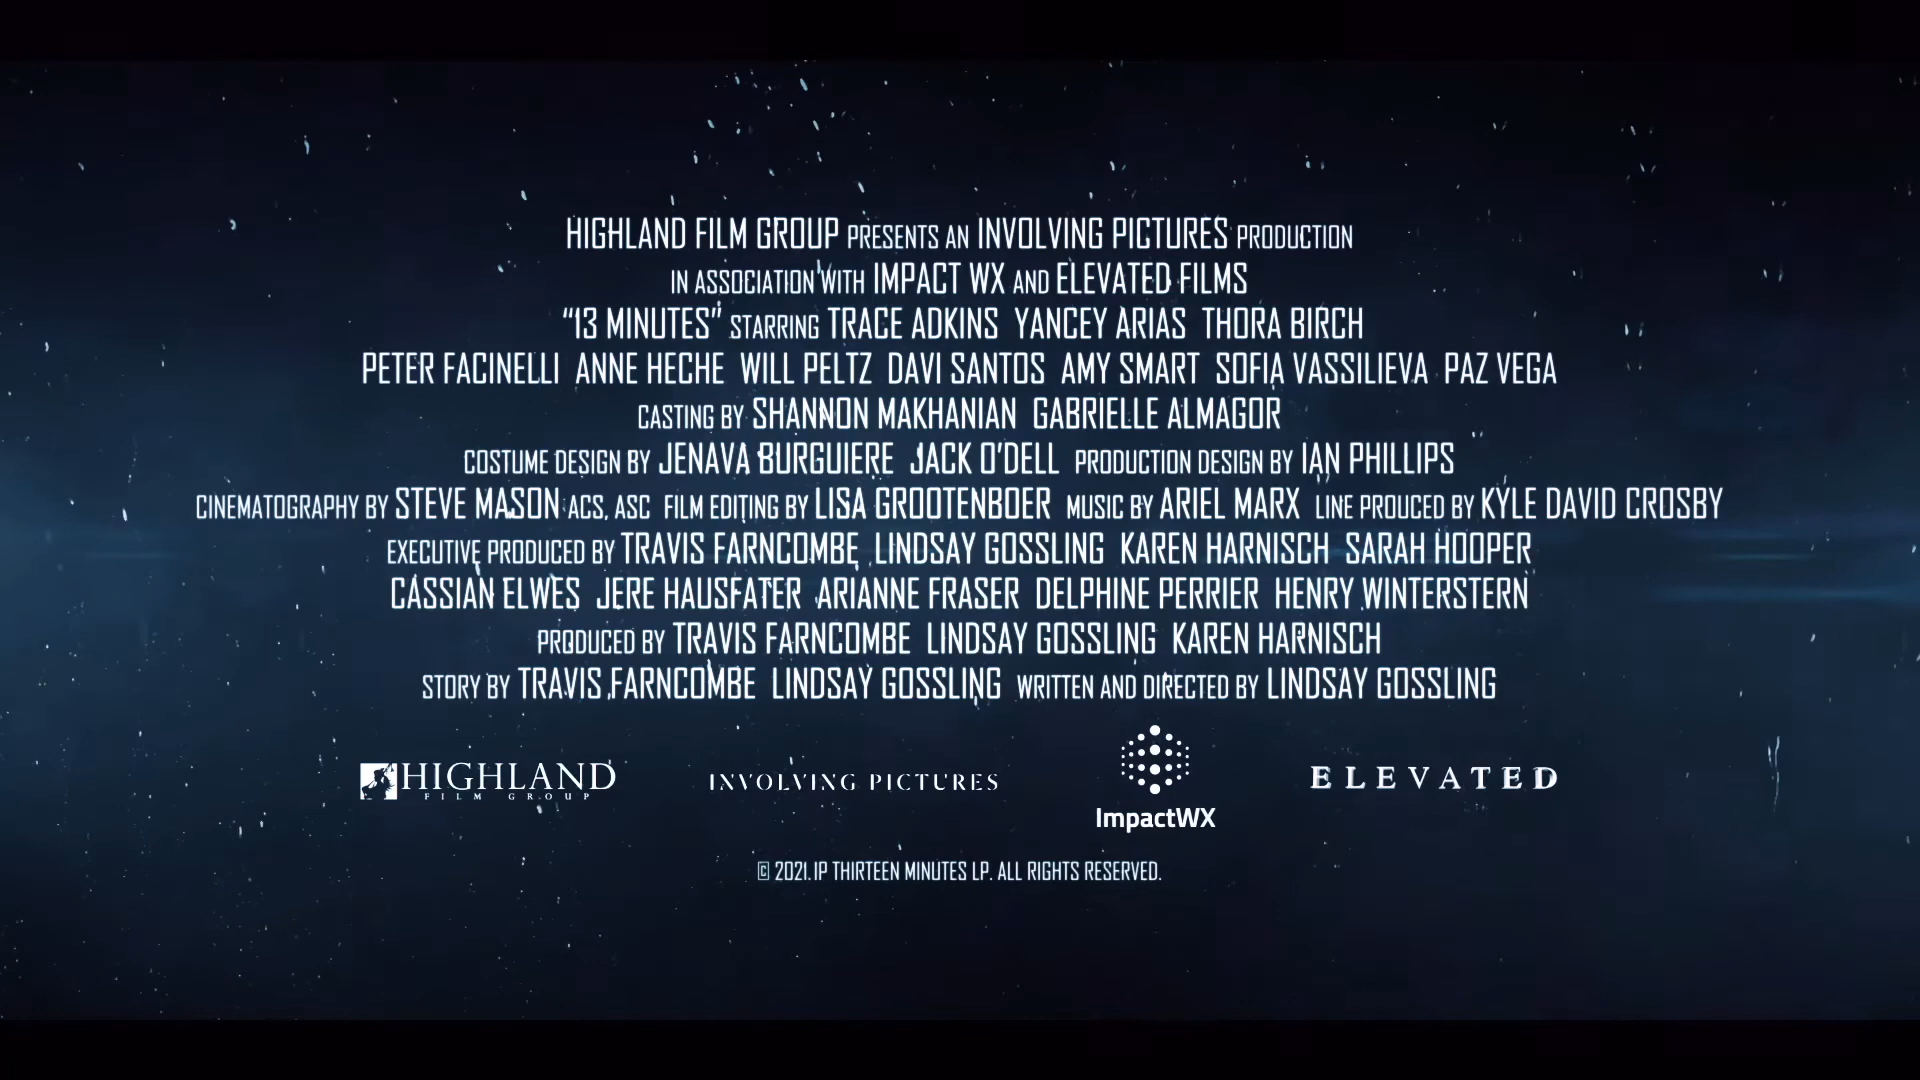 HIGHLAND FILM GROUP PRESENTS AN INVOLVING PICTURES PRODUCTION
IN ASSOCIATION WITH IMPACT WX AND ELEVATED FILMS
“13 MINUTES” STARRING TRACE ADKINS YANCEY ARIAS THORA BIRCH
PETER FACINELLI ANNE HECHE WILL PELTZ DAVI SANTOS AMY SMART SOFIA VASSILIEVA PAZ VEGA
CASTING BY SHANNON MAKHANIAN GABRIELLE ALMAGOR
COSTUME DESIGN BY JENAVA BURGUIERE JACK O'DELL PRODUCTION DESIGN BY IAN PHILLIPS
CINEMATOGRAPHY BY STEVE MASON ACS, ASC FILM EDITING BY LISA GROOTENBOER MUSIC BY ARIEL MARX LINE PROUCED BY KYLE DAVID CROSBY
EXECUTIVE PRODUCED BY TRAVIS FARNCOMBE LINDSAY GOSSLING KAREN HARNISCH SARAH HOOPER
CASSIAN ELWES JERE HAUSFATER ARIANNE FRASER DELPHINE PERRIER HENRY WINTERSTERN
PRODUCED BY TRAVIS FARNCOMBE LINDSAY GOSSLING KAREN HARNISCH
STORY BY TRAVIS FARNCOMBE LINDSAY GOSSLING WRITTEN AND DIRECTED BY LINDSAY GOSSLING
HIGHLAND
FILM GROUP
INVOLVING PICTURES
ImpactWX
ELEVATED
© 2021. IP THIRTEEN MINUTES LP. ALL RIGHTS RESERVED.